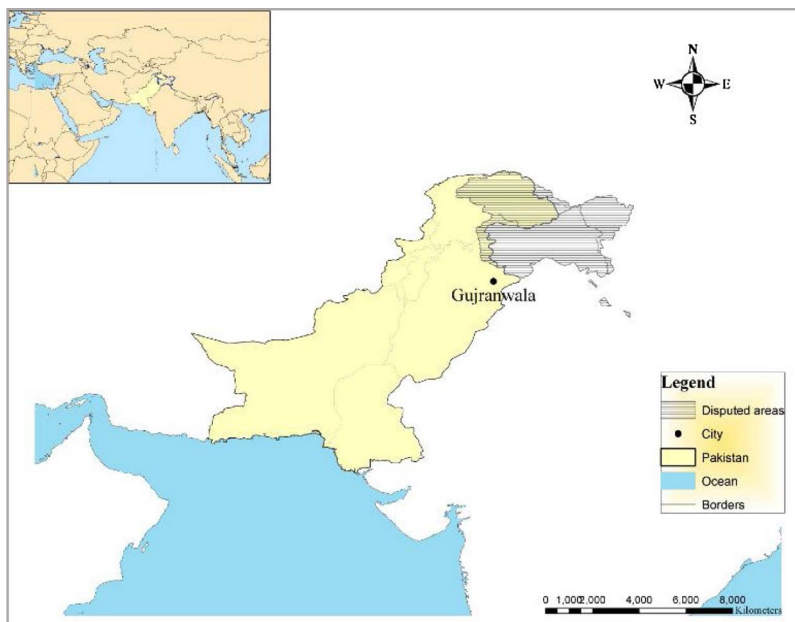 N
W E
S
Gujranwala
Legend
Disputed areas
City
Pakistan
Ocean
Borders
0 1,000 2,000 4,000 6,000 8,000
Kilometers